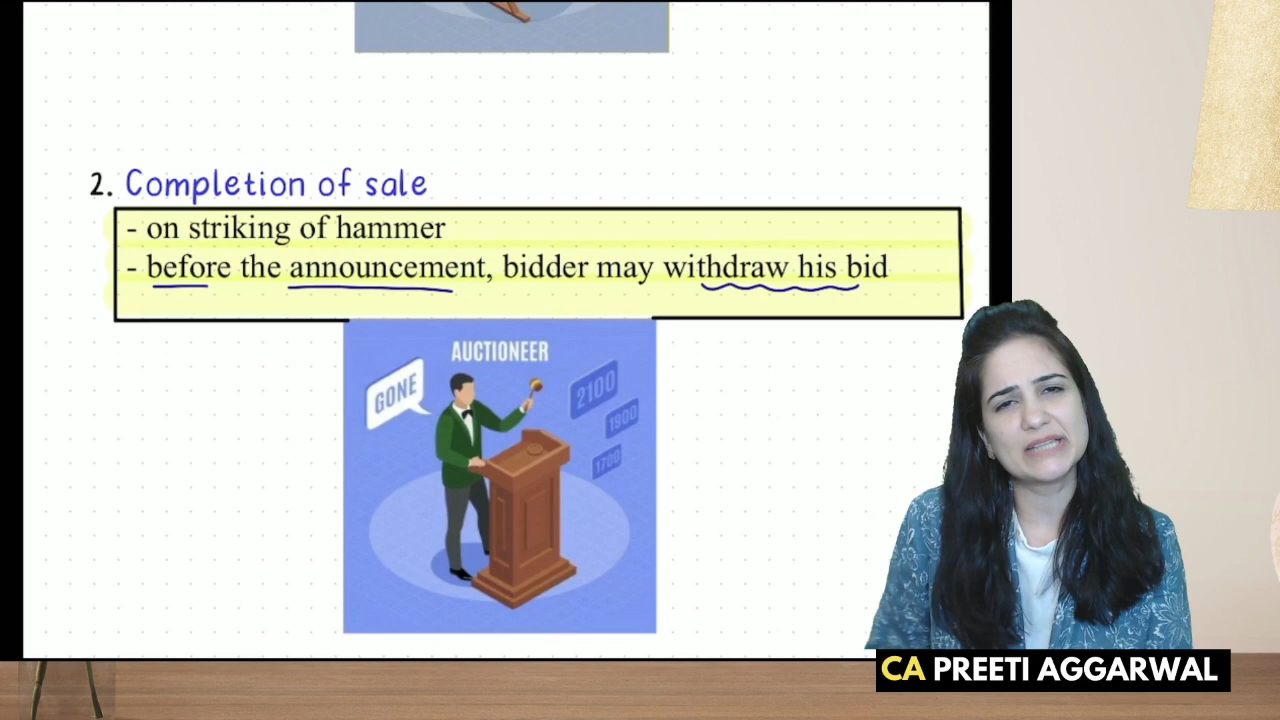 2. Completion of sale
- on striking of hammer
- before the announcement, bidder may withdraw his bid
AUCTIONEER
GONE
2100
1900
1700
CA PREETI AGGARWAL